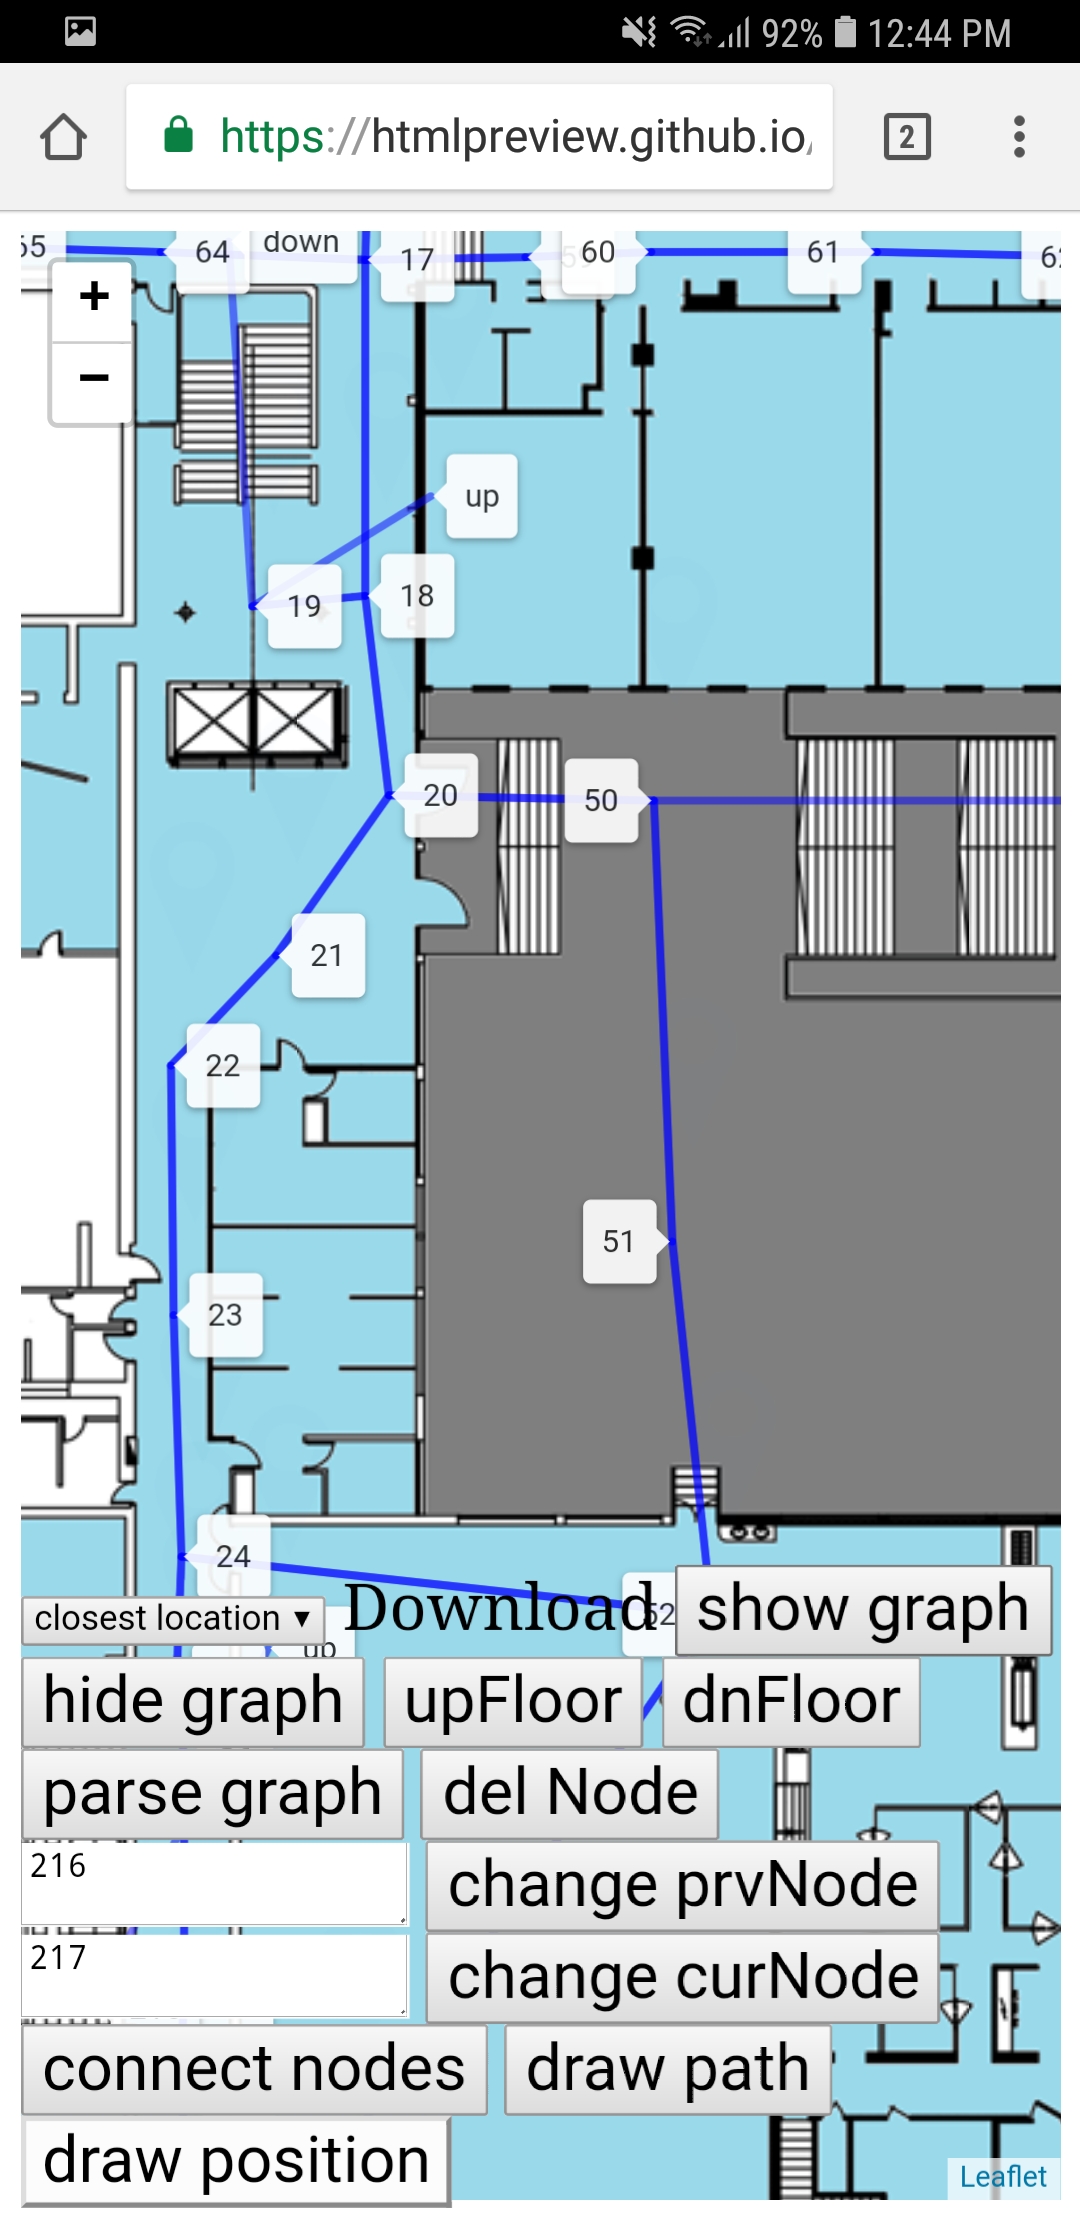 92% 12:44 PM
https://htmlpreview.github.io/
2
55 64 down 17 60 61 62
+
−
up
19 18
20 50
21
22
51
23
24
closest location ▾ Download 52 show graph
up
hide graph upFloor dnFloor
parse graph del Node
216 change prvNode
217 change curNode
connect nodes draw path
draw position
Leaflet